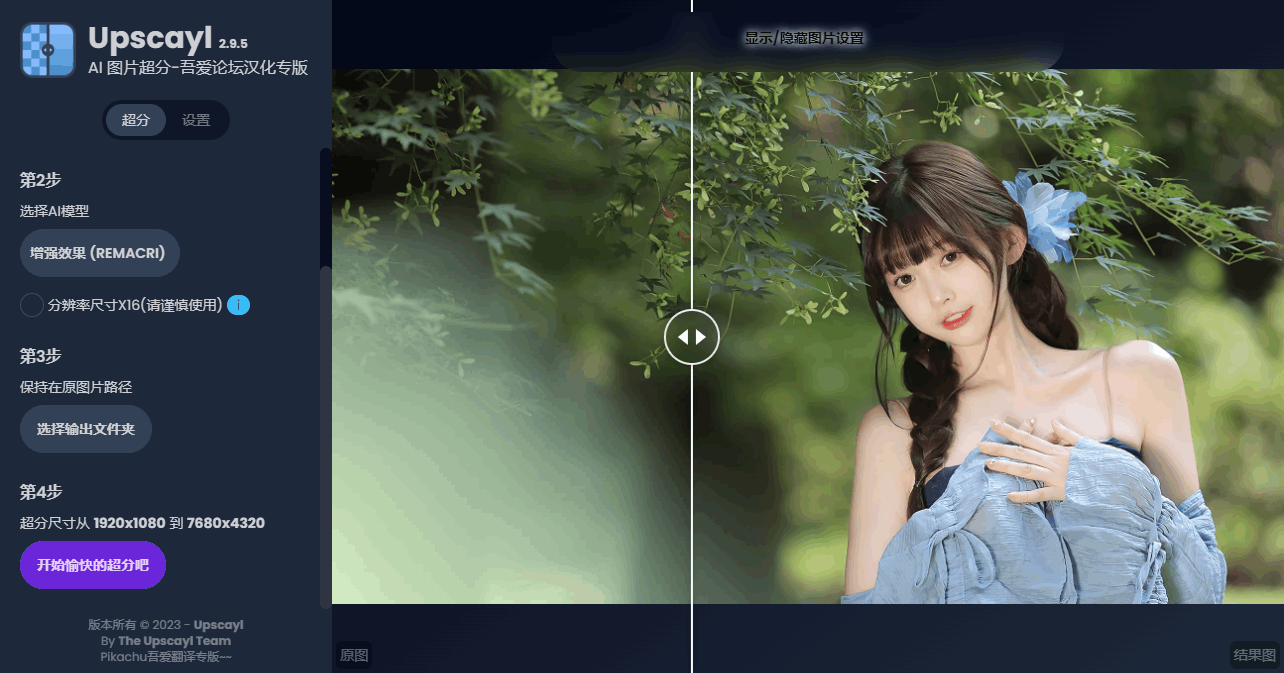 Upscayl 2.9.5
AI 图片超分-吾爱论坛汉化专版
超分 设置
第2步
选择AI模型
增强效果 (REMACRI)
分辨率尺寸X16(请谨慎使用) i
第3步
保持在原图片路径
选择输出文件夹
第4步
超分尺寸从 1920x1080 到 7680x4320
开始愉快的超分吧
版本所有 © 2023 - Upscayl
By The Upscayl Team
Pikachu吾爱翻译专版~~
显示/隐藏图片设置
原图
结果图